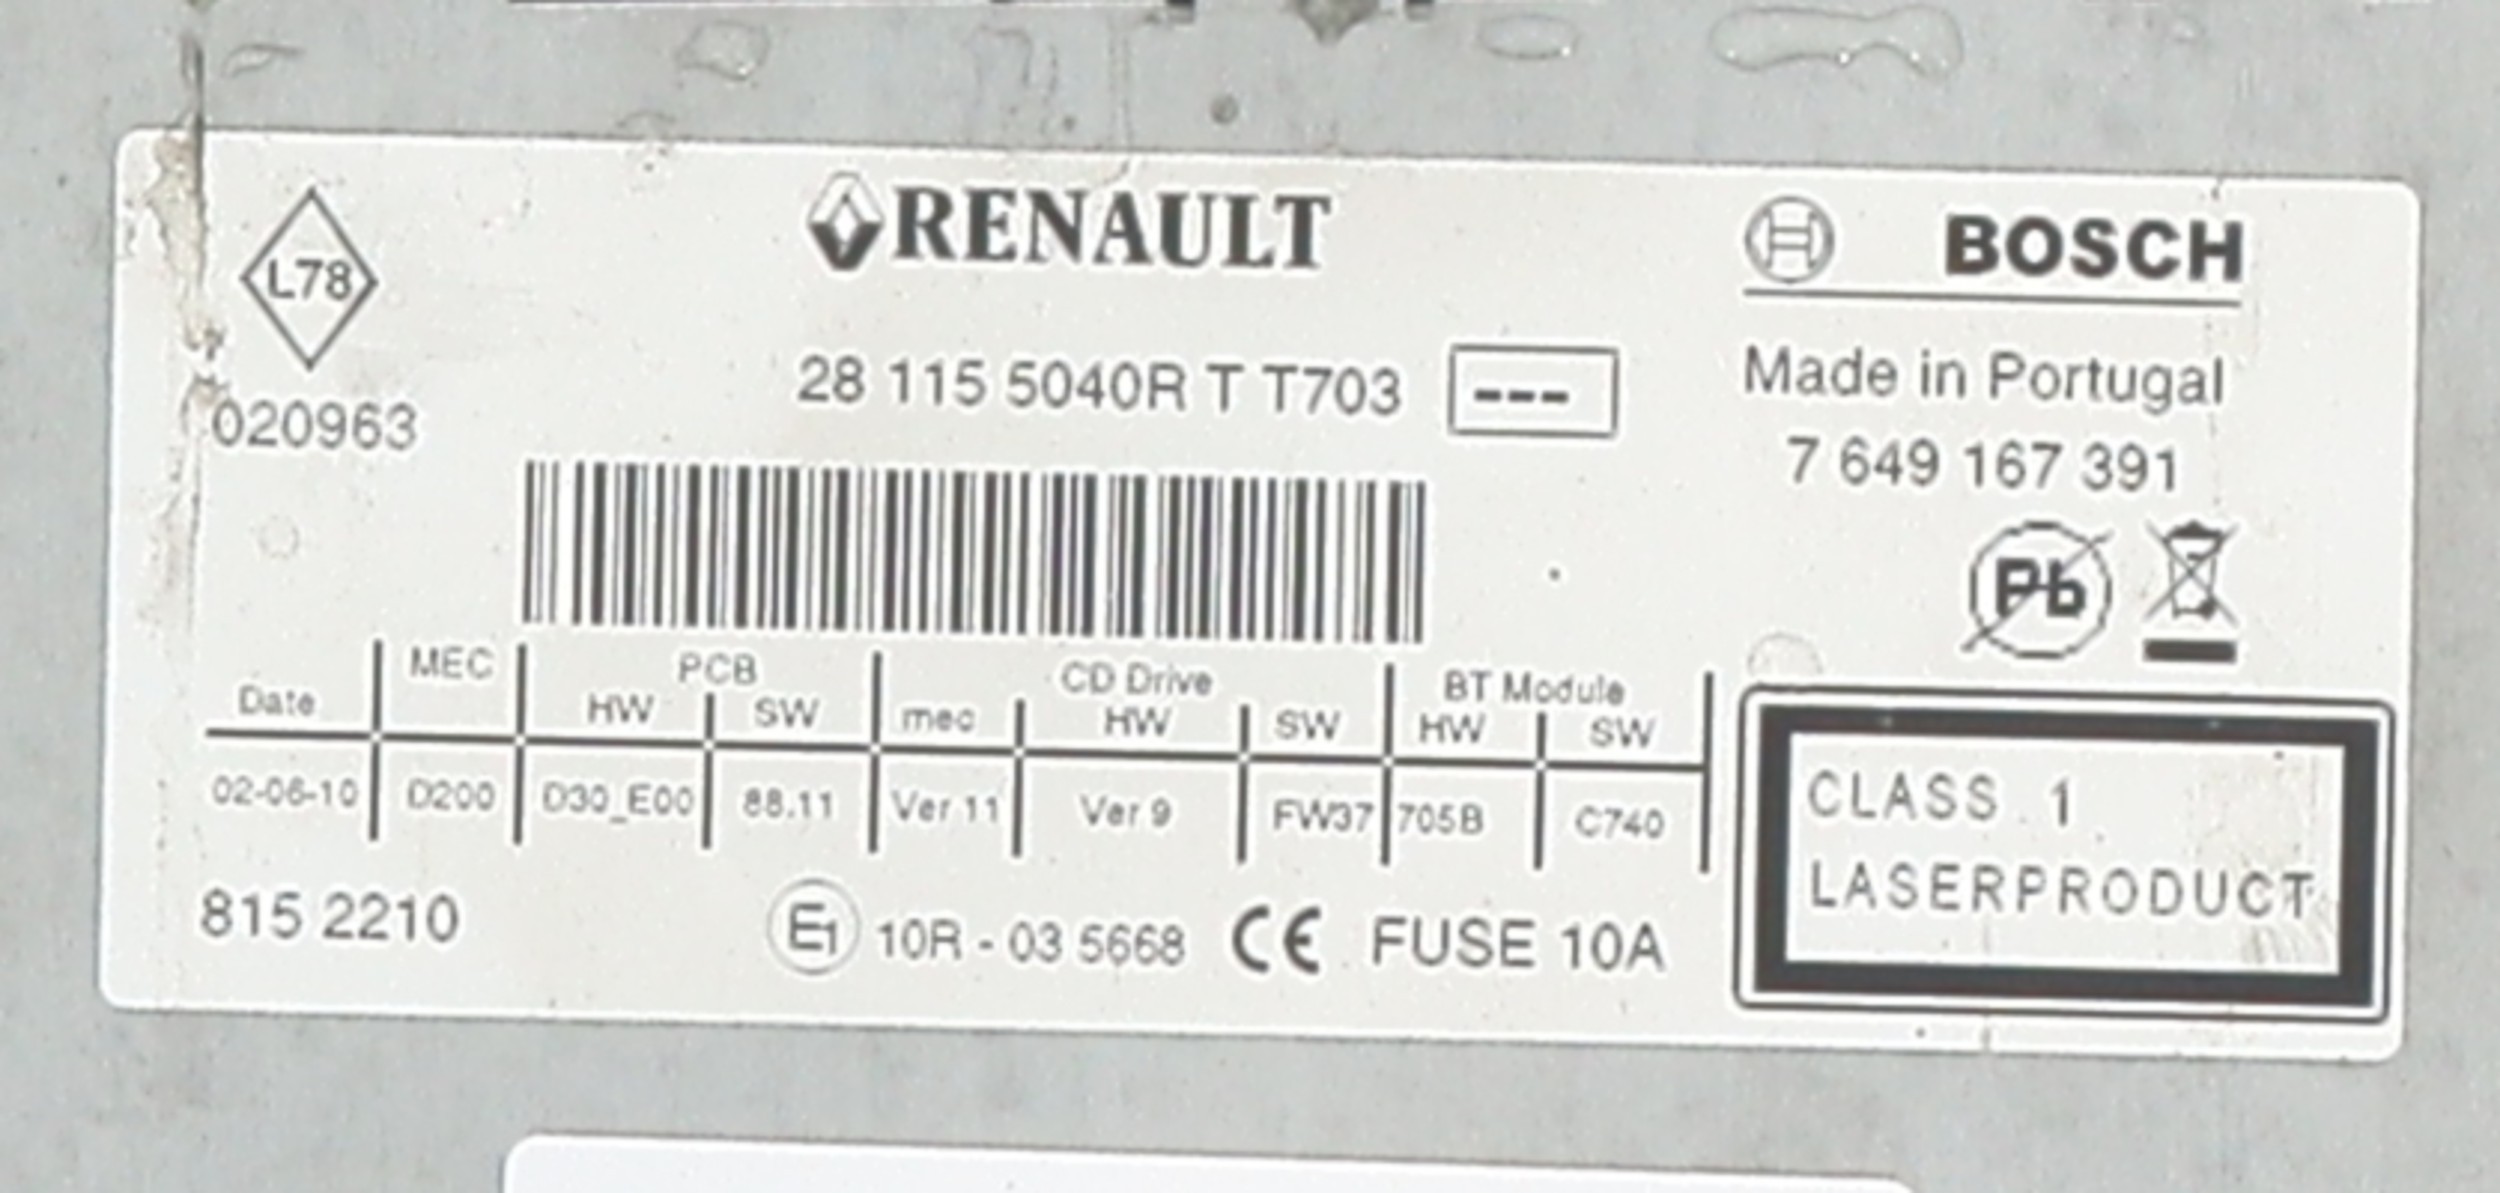 L78
RENAULT
BOSCH
28 115 5040R T T703 ---
Made in Portugal
020963
7 649 167 391
Pb
MEC PCB CD Drive BT Module
Date HW SW mec HW SW HW SW
02-06-10 D200 D30_E00 88.11 Ver 11 Ver 9 FW37 705B C740
CLASS 1
LASERPRODUCT
815 2210 E1 10R - 03 5668 CE FUSE 10A